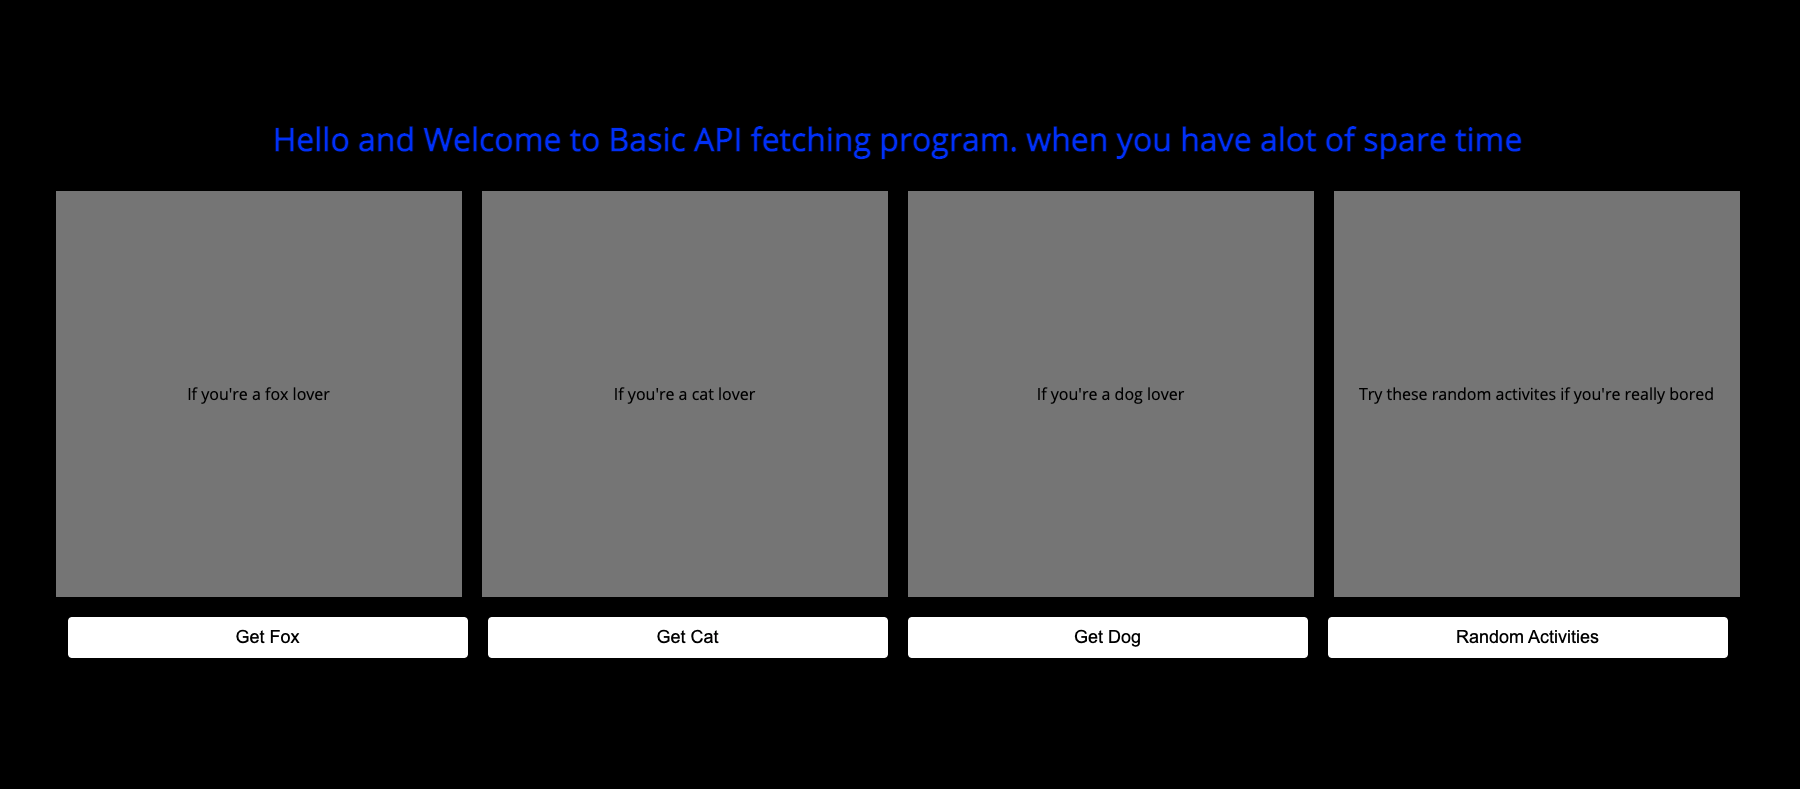 Hello and Welcome to Basic API fetching program. when you have alot of spare time
If you're a fox lover
If you're a cat lover
If you're a dog lover
Try these random activites if you're really bored
Get Fox
Get Cat
Get Dog
Random Activities